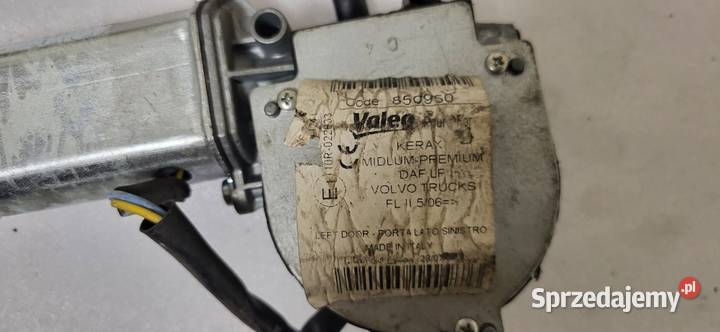 Code 850950
Valeo
KERAX
MIDLUM-PREMIUM
DAF LF
VOLVO TRUCKS
FL II 5/06=>
LEFT DOOR - PORTA LATO SINISTRO
MADE IN ITALY
E
CE
Sprzedajemy.pl